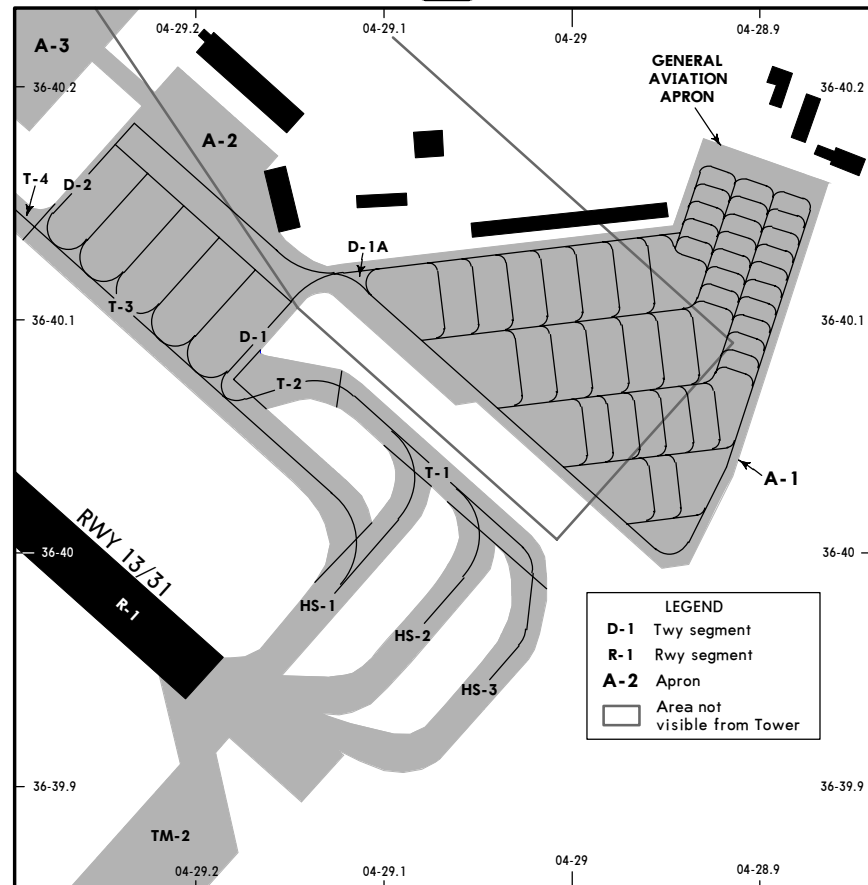 04-29.2
04-29.1
04-29
04-28.9
A-3
GENERAL
AVIATION
APRON
36-40.2
36-40.2
A-2
T-4
D-2
D-1A
T-3
36-40.1
36-40.1
D-1
T-2
T-1
A-1
RWY 13/31
36-40
36-40
R-1
HS-1
HS-2
HS-3
LEGEND
D-1 Twy segment
R-1 Rwy segment
A-2 Apron
Area not
visible from Tower
36-39.9
36-39.9
TM-2
04-29.2
04-29.1
04-29
04-28.9